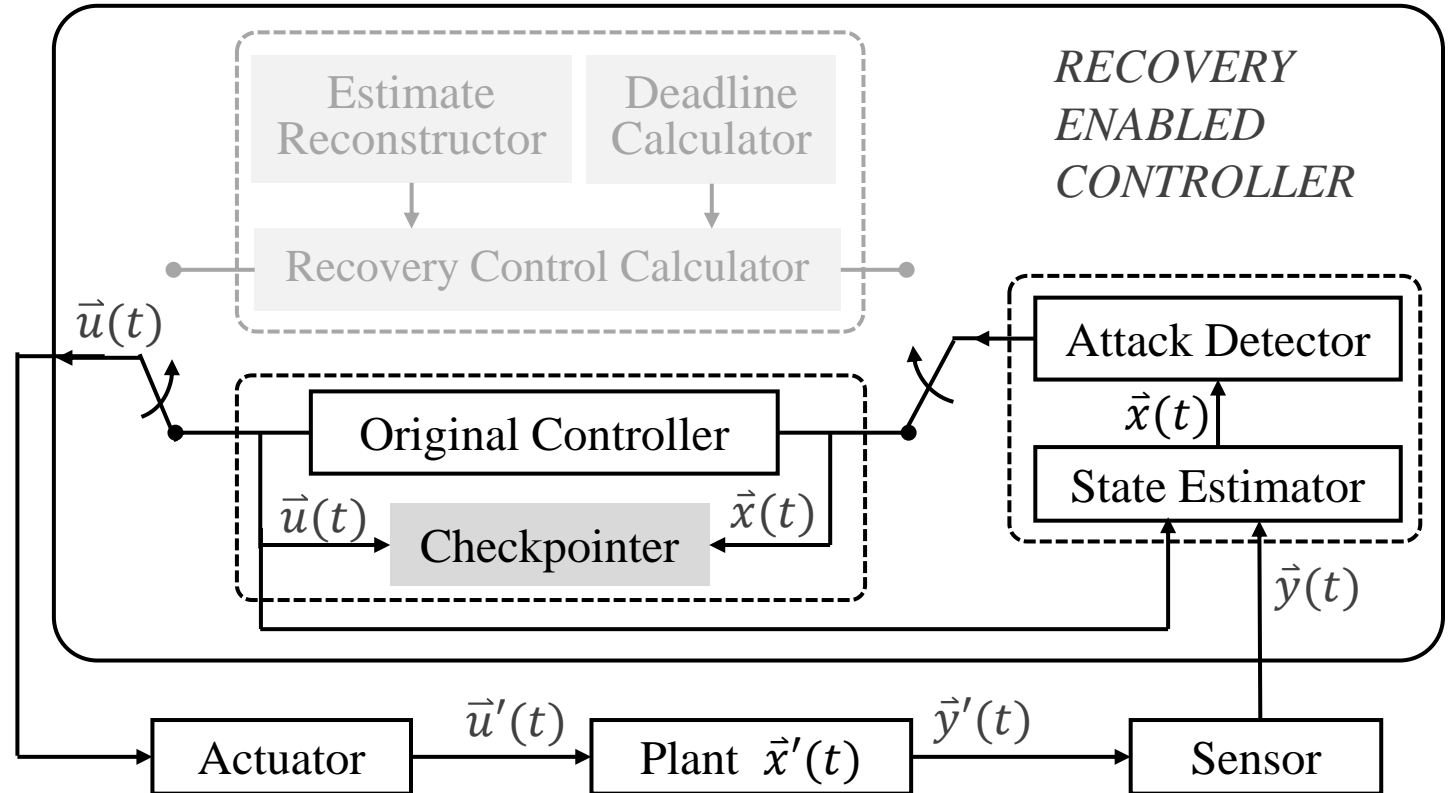 Estimate
Reconstructor
Deadline
Calculator
RECOVERY
ENABLED
CONTROLLER
Recovery Control Calculator
u⃗(t)
Attack Detector
x⃗(t)
Original Controller
State Estimator
u⃗(t)
x⃗(t)
Checkpointer
y⃗(t)
u⃗′(t)
y⃗′(t)
Actuator
Plant x⃗′(t)
Sensor